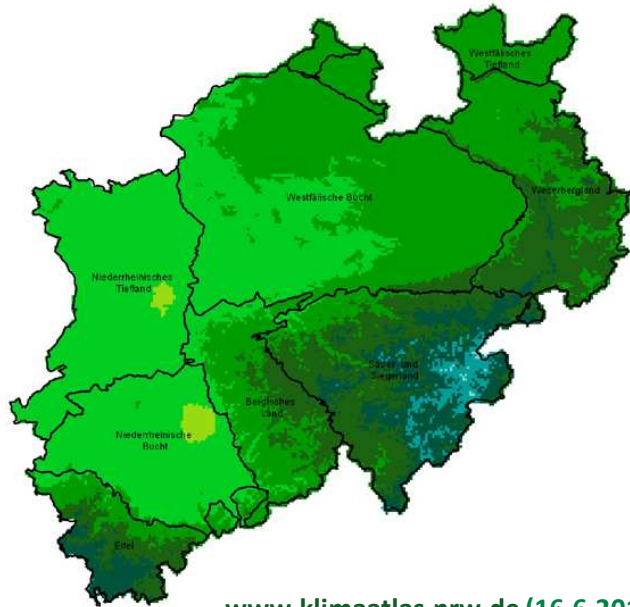 Westfälisches
Tiefland
Weserbergland
Westfälische Bucht
Niederrheinisches
Tiefland
Sauer- und
Siegerland
Bergisches
Land
Niederrheinische
Bucht
Eifel
www.klimaatlas.nrw.de (16.6.20